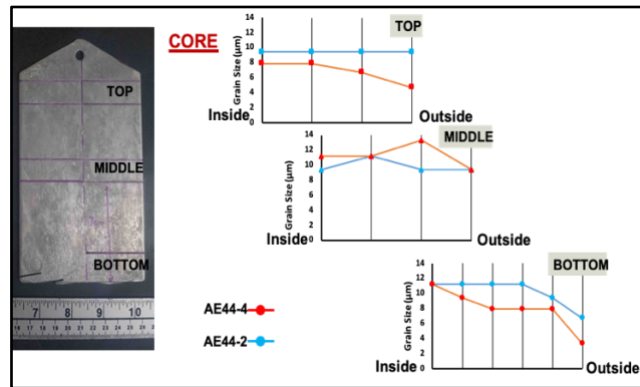 CORE
TOP
MIDDLE
BOTTOM
7 8 9 10
TOP
Grain Size (µm)
14
12
10
8
6
4
2
0
Inside
Outside
MIDDLE
Grain Size (µm)
14
12
10
8
6
4
2
0
Inside
Outside
BOTTOM
Grain Size (µm)
14
12
10
8
6
4
2
0
Inside
Outside
AE44-4
AE44-2